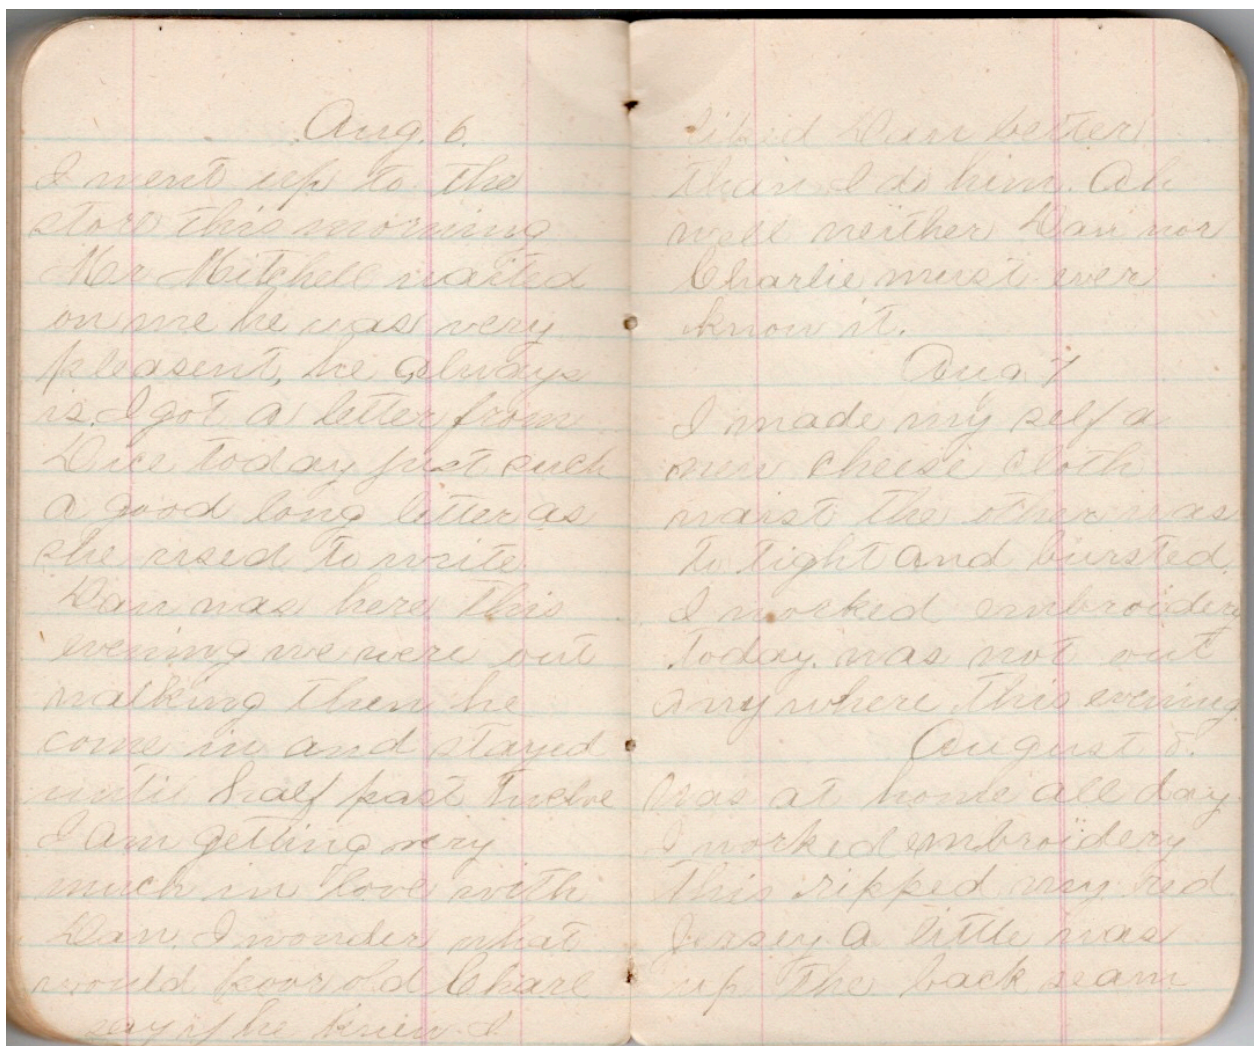 Aug. 6.
I went up to the
store this morning
Mr Mitchell waited
on me he was very
pleasent, he always
is. I got a letter from
Dice today just such
a good long letter as
she used to write
Dan was here this
evening we were out
walking then he
come in and stayed
until half past twelve
I am getting very
much in love with
Dan. I wonder what
would poor old Charl
say if he knew I
liked Dan better
than I do him. Oh
well neither Dan nor
Charlie must ever
know it.
Aug. 7
I made my self a
new cheese cloth
waist the other was
to tight and bursted.
I worked embroidery
today. was not out
any where this evening
August 8.
Was at home all day
I worked embroidery
this ripped my red
Jersey a little was
up the back seam